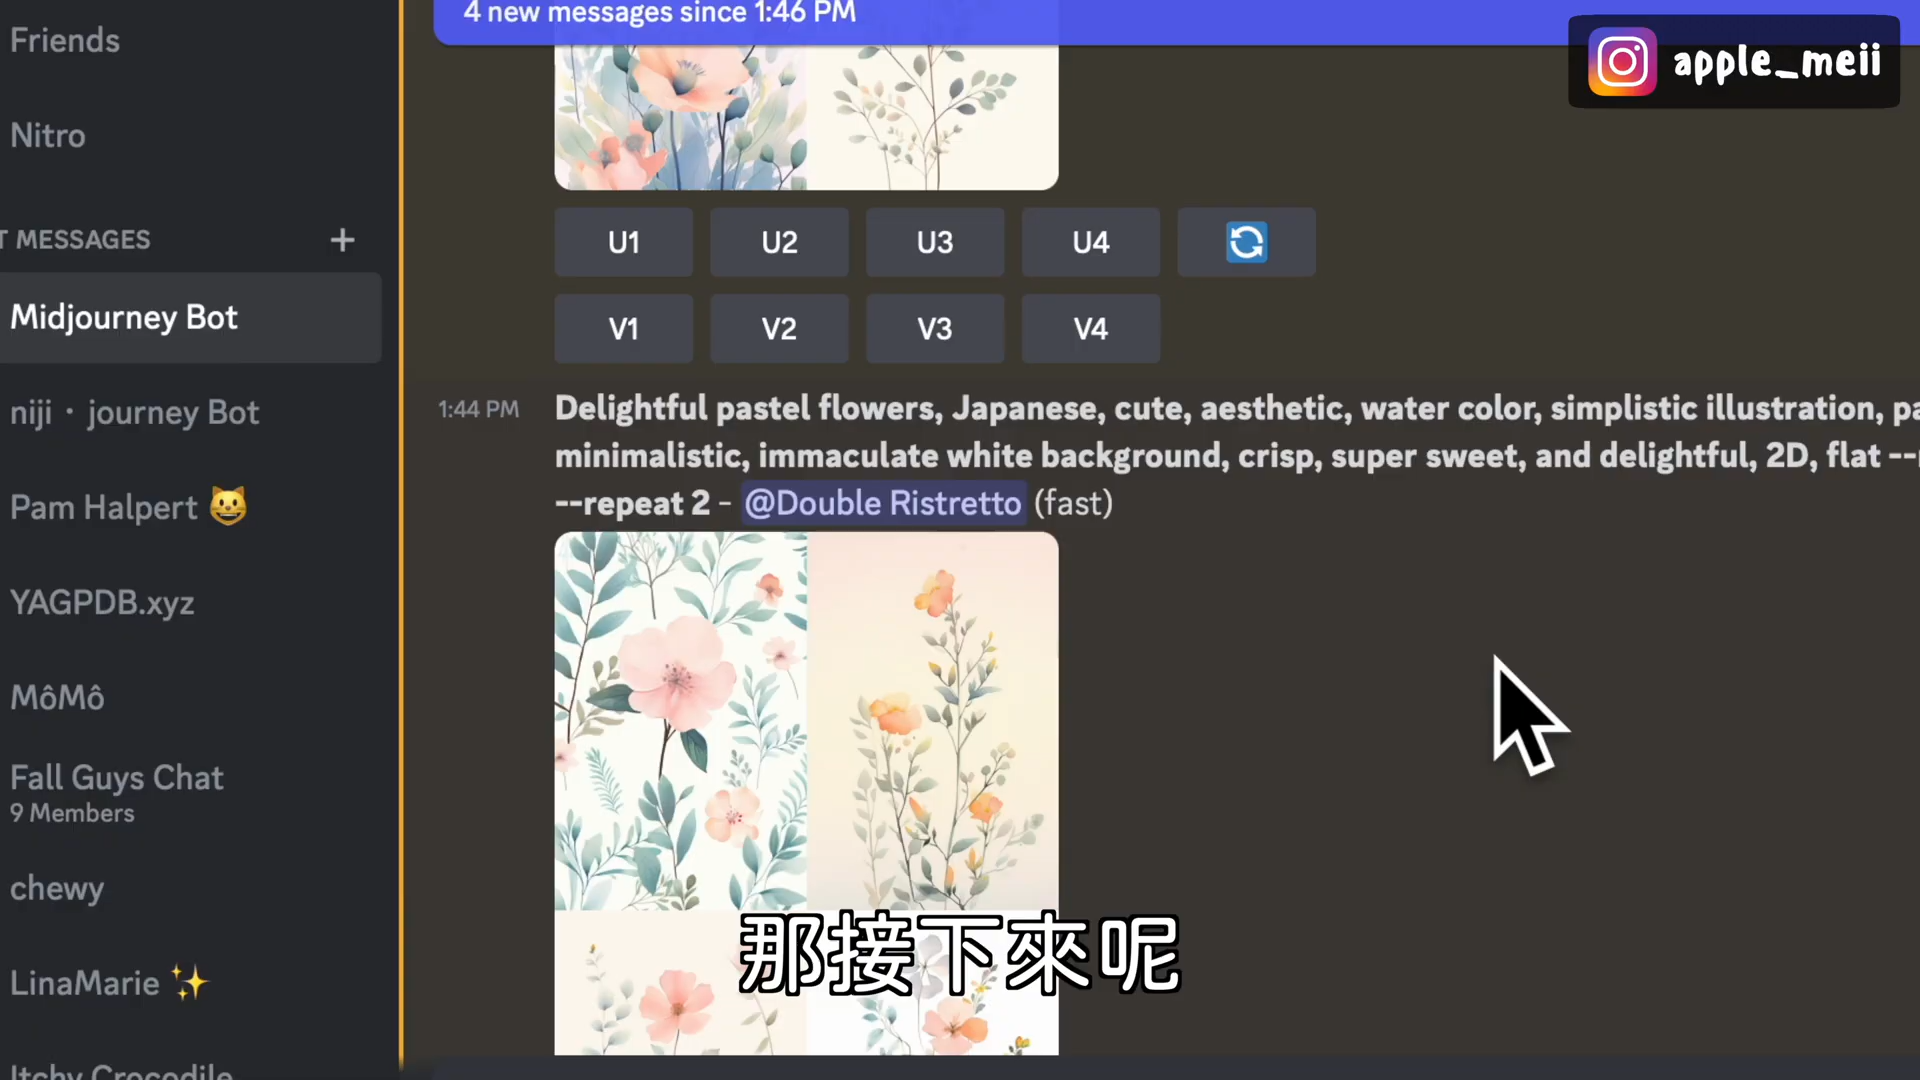 4 new messages since 1:46 PM
apple_meii
Friends
Nitro
MESSAGES
Midjourney Bot
niji・journey Bot
Pam Halpert 😺
YAGPDB.xyz
MôMô
Fall Guys Chat
9 Members
chewy
LinaMarie ✨
Itchy Crocodile
U1 U2 U3 U4
V1 V2 V3 V4
1:44 PM
Delightful pastel flowers, Japanese, cute, aesthetic, water color, simplistic illustration,
minimalistic, immaculate white background, crisp, super sweet, and delightful, 2D, flat
--repeat 2 - @Double Ristretto (fast)
那接下來呢